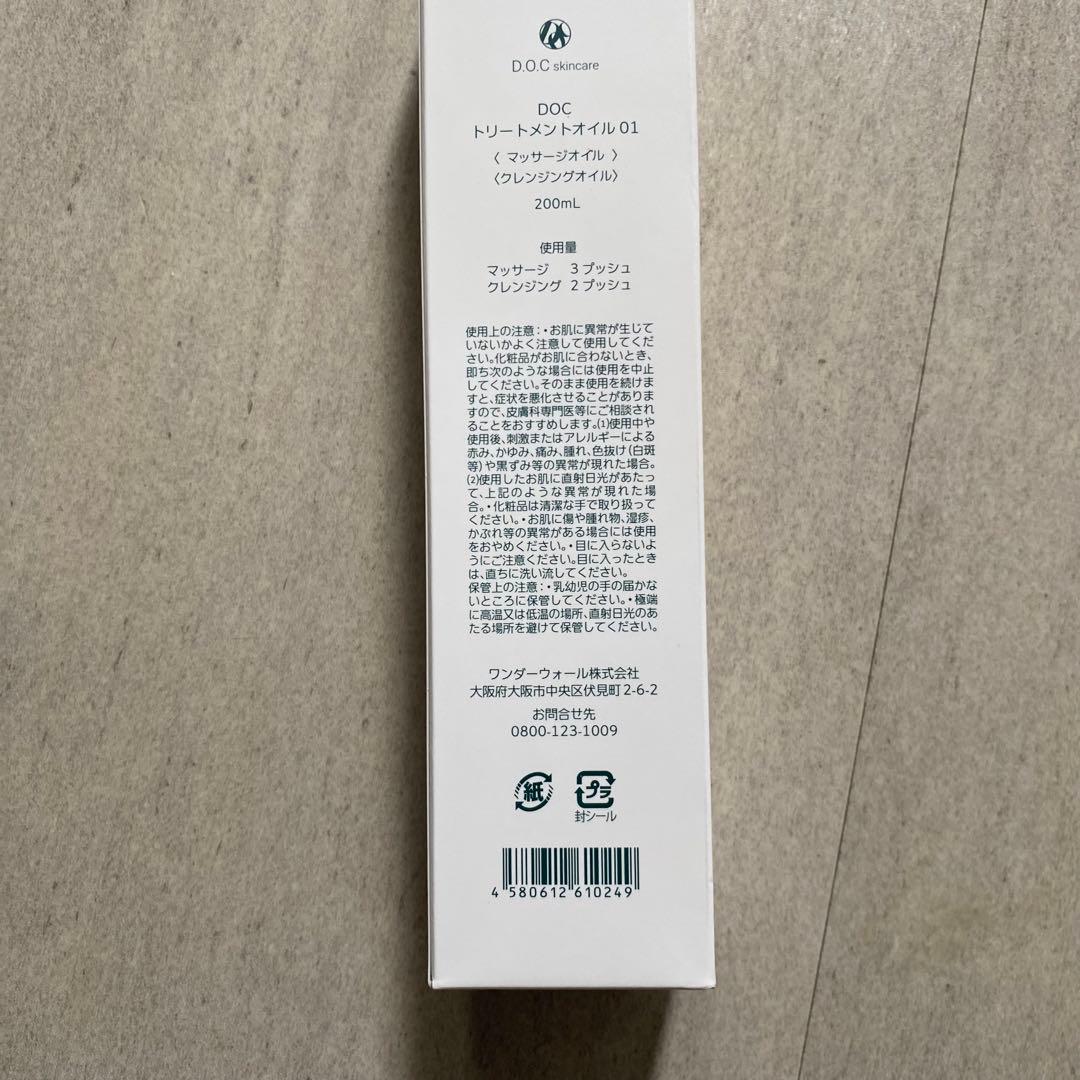 D.O.C skincare
DOC
トリートメントオイル 01
〈 マッサージオイル 〉
〈クレンジングオイル〉
200mL
使用量
マッサージ 3 プッシュ
クレンジング 2 プッシュ
使用上の注意：・お肌に異常が生じて
いないかよく注意して使用してくだ
さい。化粧品がお肌に合わないとき、
即ち次のような場合には使用を中止
してください。そのまま使用を続けま
すと、症状を悪化させることがありま
すので、皮膚科専門医等にご相談され
ることをおすすめします。⑴使用中や
使用後、刺激またはアレルギーによる
赤み、かゆみ、痛み、腫れ、色抜け（白斑
等）や黒ずみ等の異常が現れた場合。
⑵使用したお肌に直射日光があたっ
て、上記のような異常が現れた場
合。・化粧品は清潔な手で取り扱って
ください。・お肌に傷や腫れ物、湿疹、
かぶれ等の異常がある場合には使用
をおやめください。・目に入らないよ
うにご注意ください。目に入ったとき
は、直ちに洗い流してください。
保管上の注意：・乳幼児の手の届かな
いところに保管してください。・極端
に高温又は低温の場所、直射日光のあ
たる場所を避けて保管してください。
ワンダーウォール株式会社
大阪府大阪市中央区伏見町 2-6-2
お問合せ先
0800-123-1009
紙 プラ
封シール
4 580612 610249